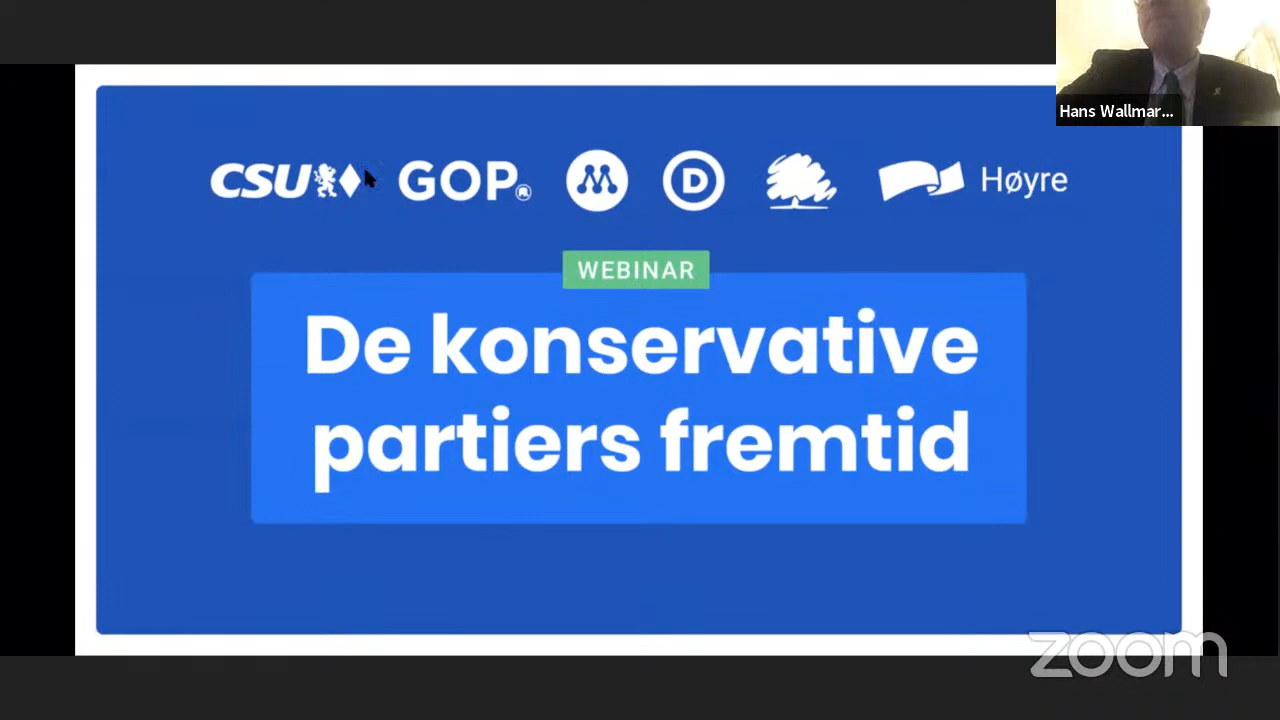 Hans Wallmar...
CSU
GOP
M
D
Høyre
WEBINAR
De konservative
partiers fremtid
zoom